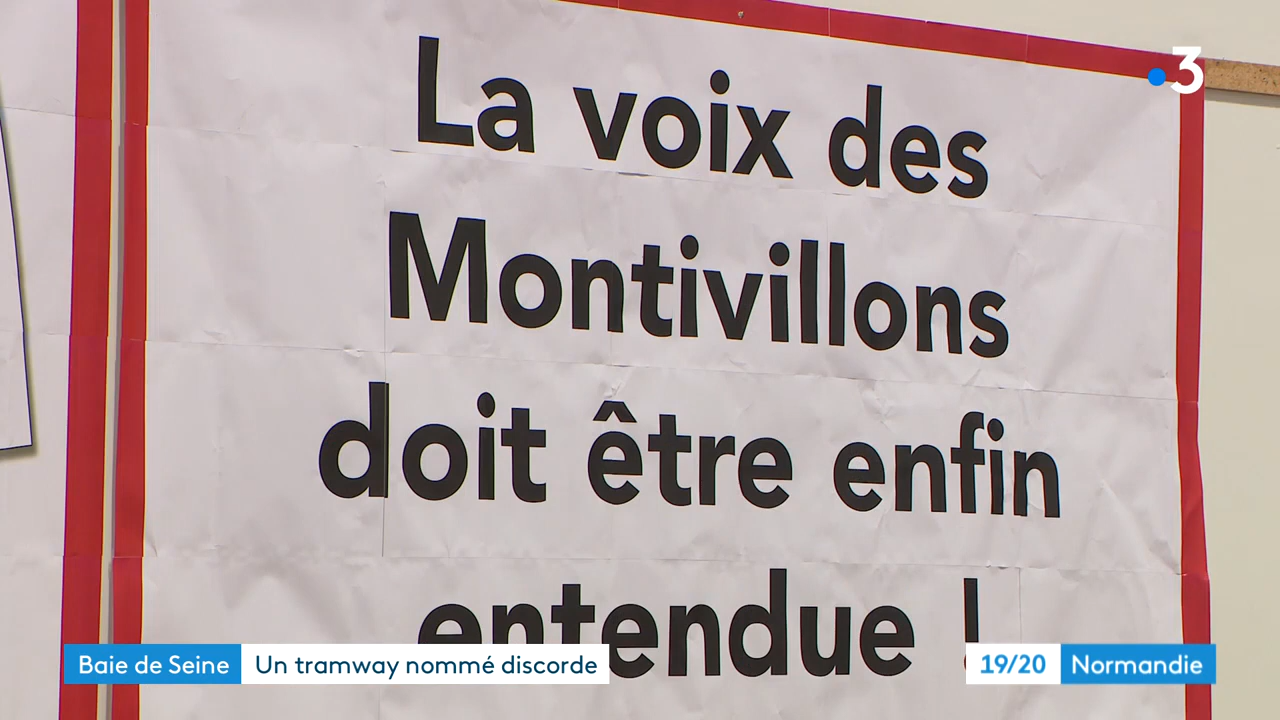 3
La voix des
Montivillons
doit être enfin
entendue !
Baie de Seine Un tramway nommé discorde
19/20 Normandie